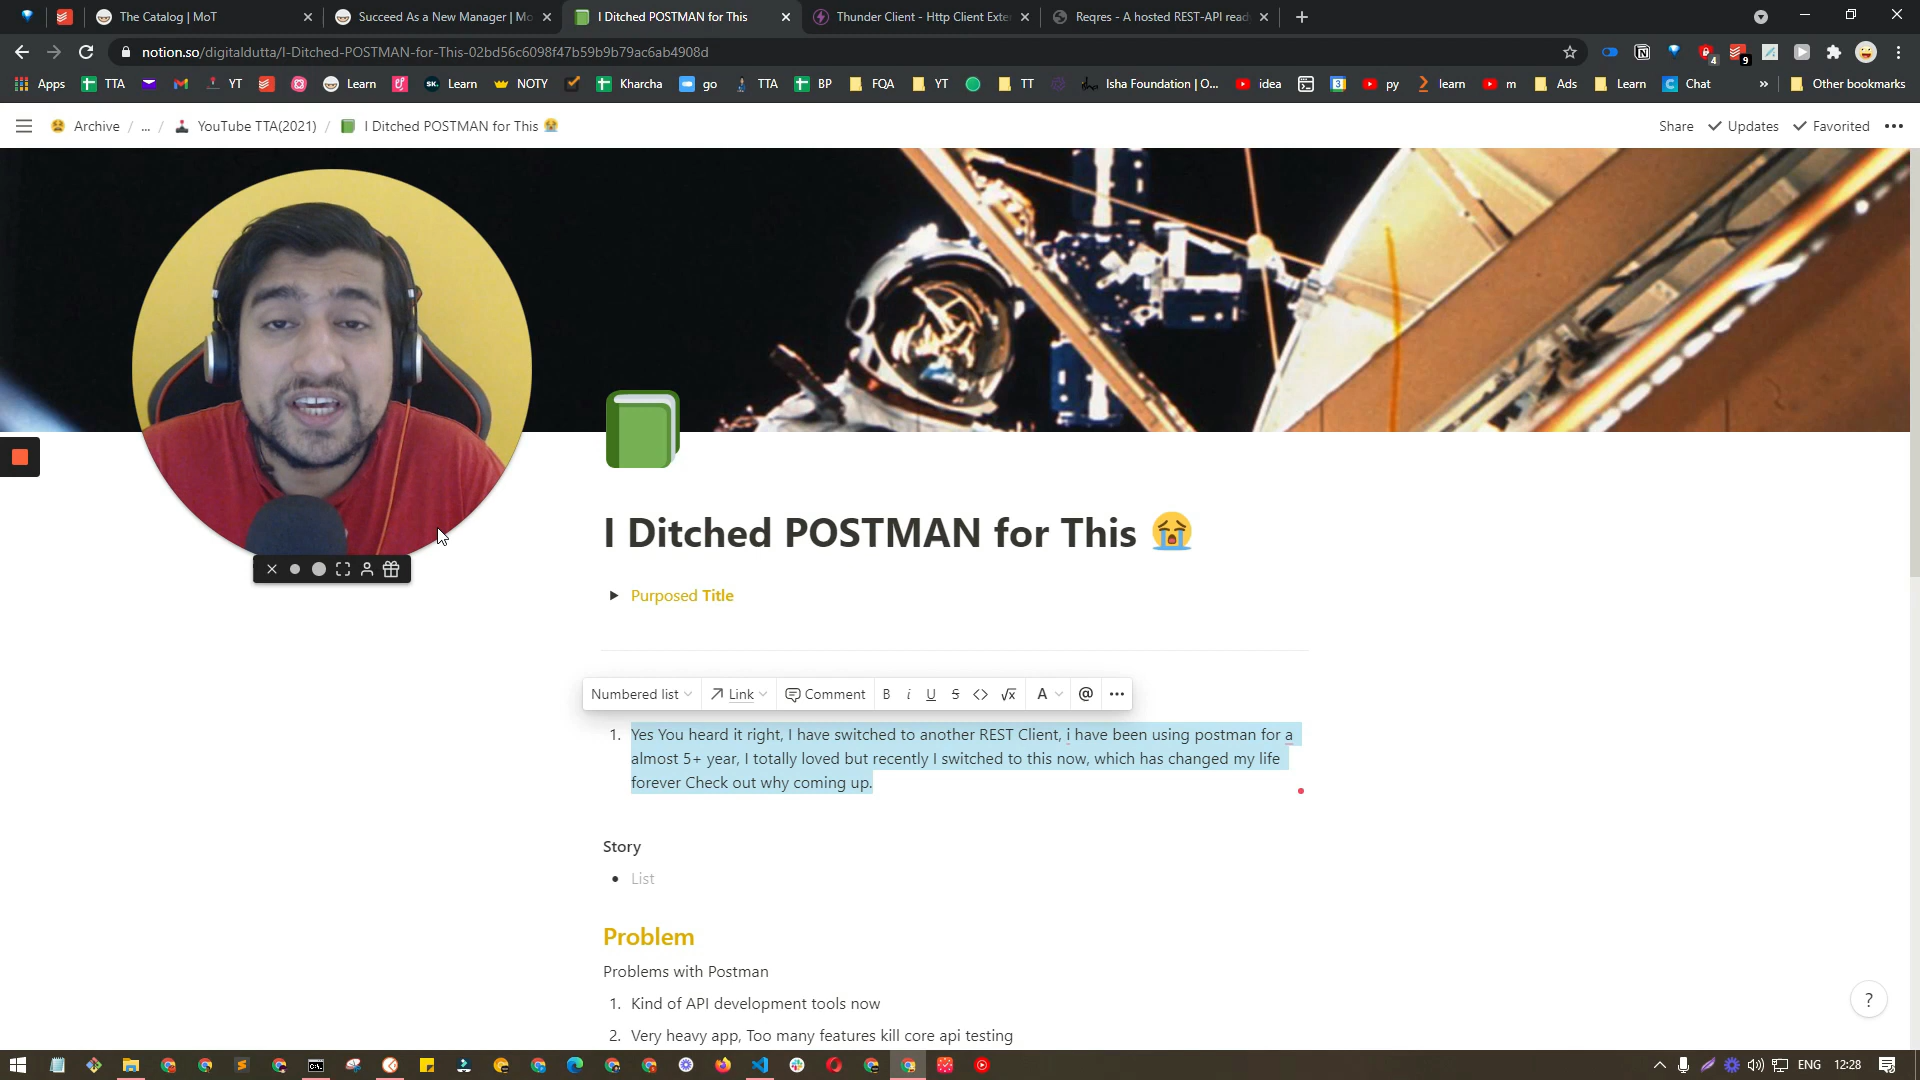 The Catalog | MoT
Succeed As a New Manager | Mo
I Ditched POSTMAN for This
Thunder Client - Http Client Exte
Reqres - A hosted REST-API read
notion.so/digitaldutta/I-Ditched-POSTMAN-for-This-02bd56c6098f47b59b9b79ac6ab4908d
4
9
Apps
TTA
YT
Learn
Learn
NOTY
Kharcha
go
TTA
BP
FQA
YT
TT
Isha Foundation | O...
idea
py
learn
m
Ads
Learn
Chat
»
Other bookmarks
Archive / ... / YouTube TTA(2021) / I Ditched POSTMAN for This
Share
Updates
Favorited
I Ditched POSTMAN for This
Purposed Title
Numbered list
Link
Comment
B
i
U
S
<>
√x
A
@
1. Yes You heard it right, I have switched to another REST Client, i have been using postman for a
almost 5+ year, I totally loved but recently I switched to this now, which has changed my life
forever Check out why coming up.
Story
• List
Problem
Problems with Postman
1. Kind of API development tools now
2. Very heavy app, Too many features kill core api testing
?
ENG
12:28